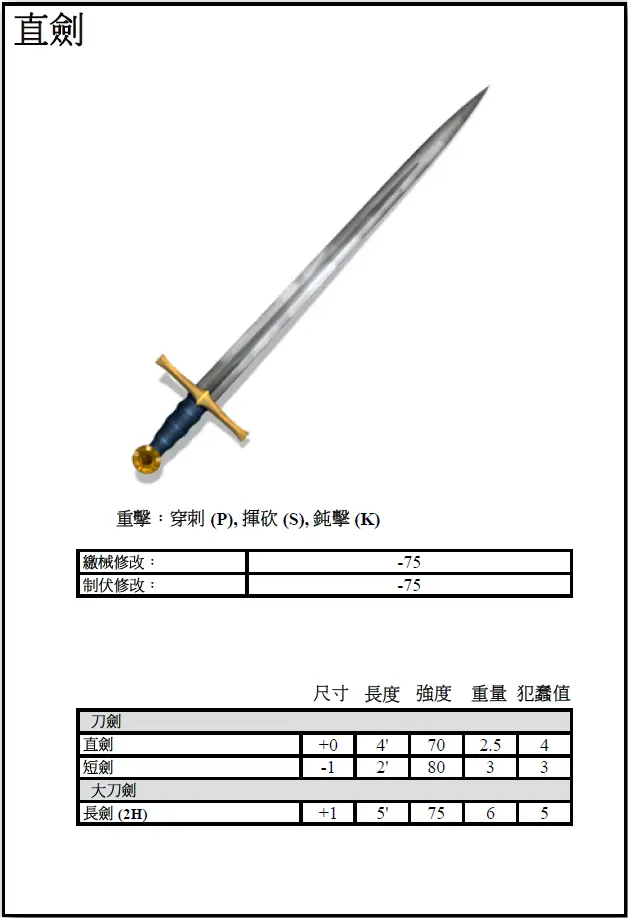 直劍
重擊：穿刺 (P), 揮砍 (S), 鈍擊 (K)
繳械修改： -75
制伏修改： -75
尺寸 長度 強度 重量 犯蠢值
刀劍
直劍 +0 4' 70 2.5 4
短劍 -1 2' 80 3 3
大刀劍
長劍 (2H) +1 5' 75 6 5